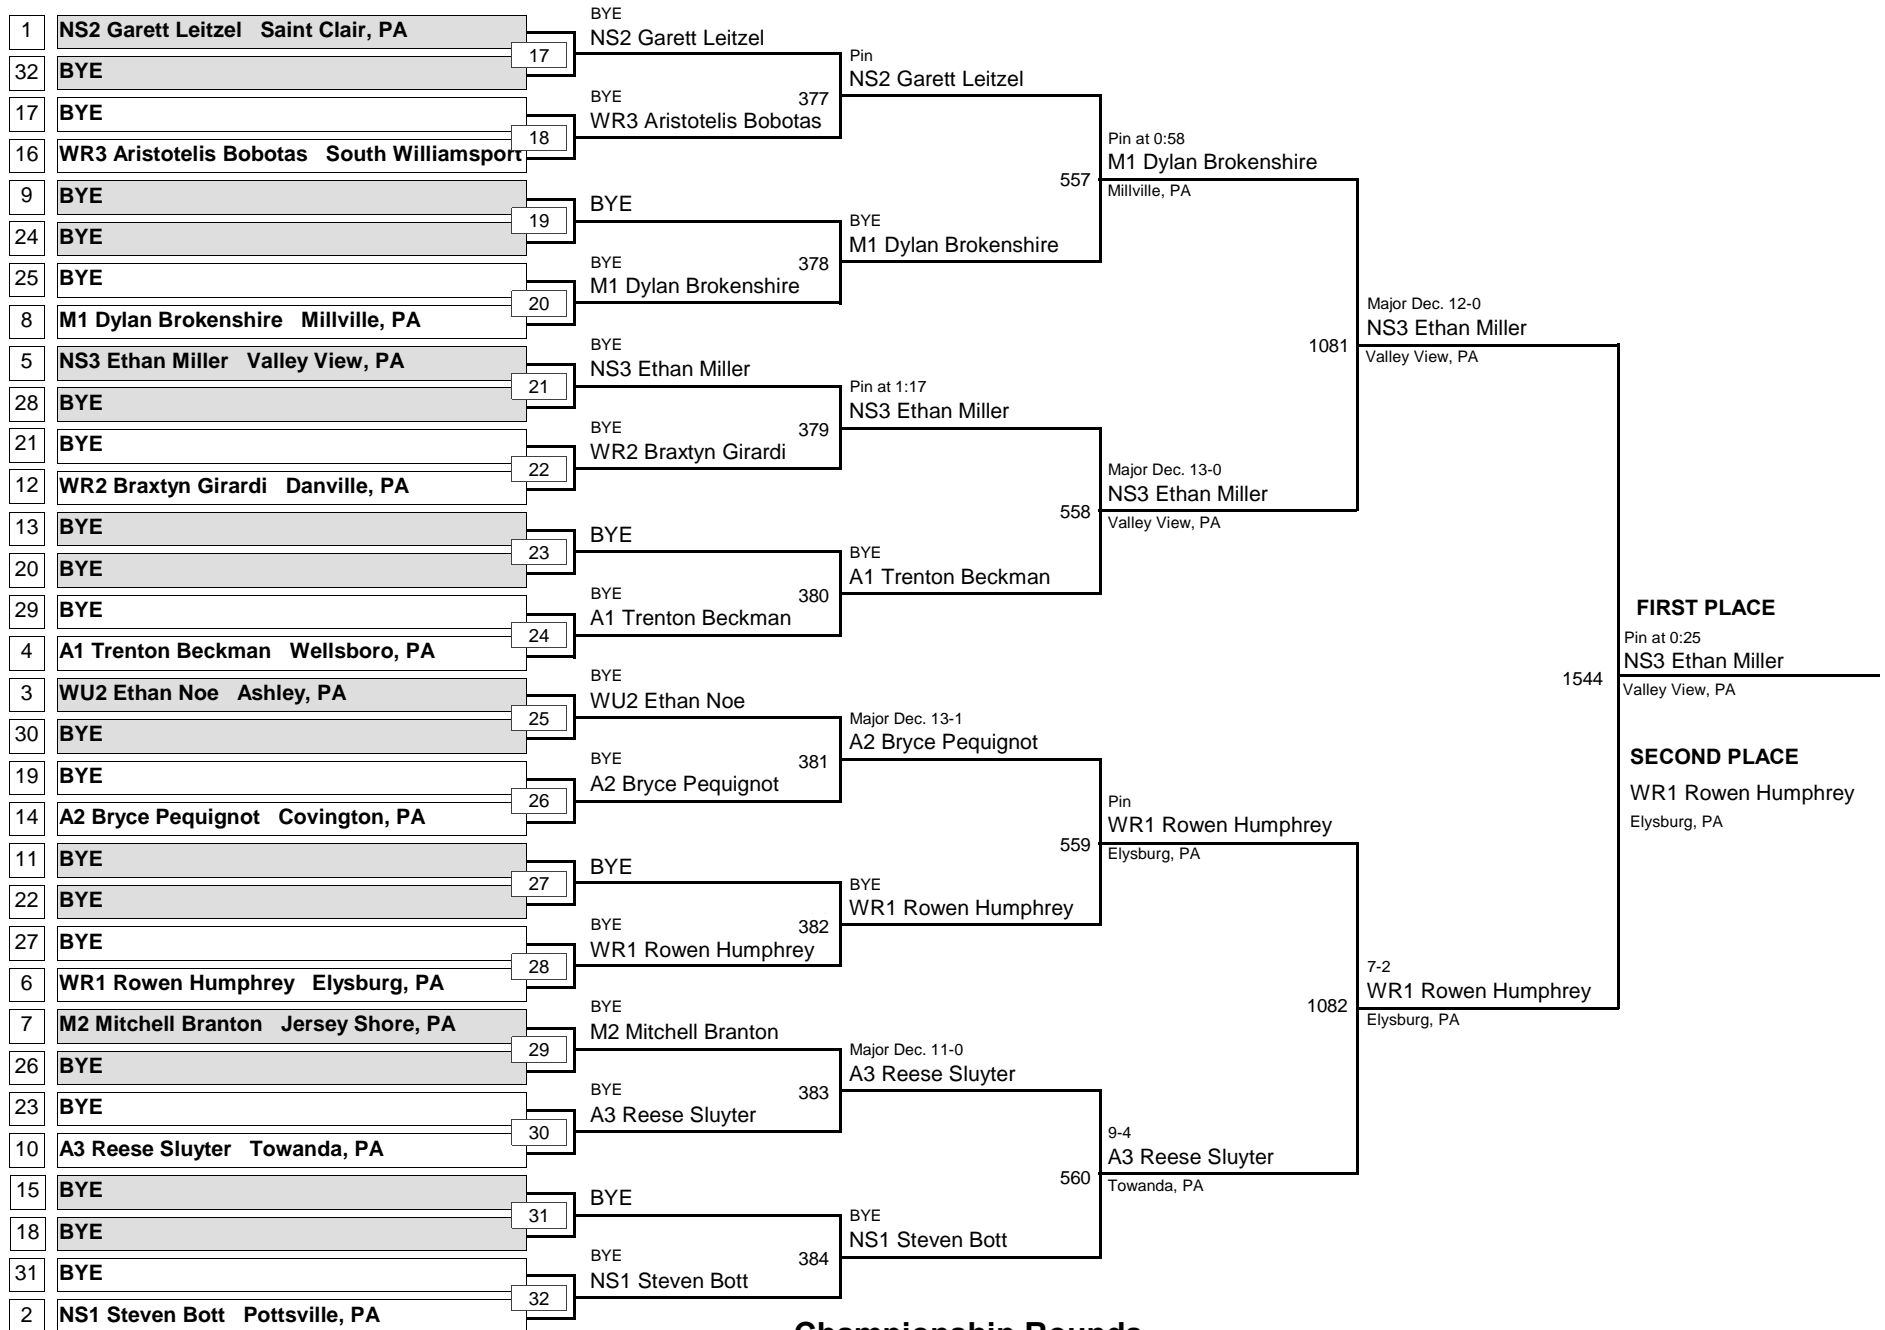 1 NS2 Garett Leitzel Saint Clair, PA
32 BYE
17 BYE
16 WR3 Aristotelis Bobotas South Williamsport
9 BYE
24 BYE
25 BYE
8 M1 Dylan Brokenshire Millville, PA
5 NS3 Ethan Miller Valley View, PA
28 BYE
21 BYE
12 WR2 Braxtyn Girardi Danville, PA
13 BYE
20 BYE
29 BYE
4 A1 Trenton Beckman Wellsboro, PA
3 WU2 Ethan Noe Ashley, PA
30 BYE
19 BYE
14 A2 Bryce Pequignot Covington, PA
11 BYE
22 BYE
27 BYE
6 WR1 Rowen Humphrey Elysburg, PA
7 M2 Mitchell Branton Jersey Shore, PA
26 BYE
23 BYE
10 A3 Reese Sluyter Towanda, PA
15 BYE
18 BYE
31 BYE
2 NS1 Steven Bott Pottsville, PA
17
18
19
20
21
22
23
24
25
26
27
28
29
30
31
32
BYE
NS2 Garett Leitzel
BYE
WR3 Aristotelis Bobotas
BYE
BYE
M1 Dylan Brokenshire
BYE
NS3 Ethan Miller
BYE
WR2 Braxtyn Girardi
BYE
BYE
A1 Trenton Beckman
BYE
WU2 Ethan Noe
BYE
A2 Bryce Pequignot
BYE
BYE
WR1 Rowen Humphrey
BYE
M2 Mitchell Branton
BYE
A3 Reese Sluyter
BYE
BYE
NS1 Steven Bott
377
378
379
380
381
382
383
384
Pin
NS2 Garett Leitzel
BYE
M1 Dylan Brokenshire
Pin at 1:17
NS3 Ethan Miller
BYE
A1 Trenton Beckman
Major Dec. 13-1
A2 Bryce Pequignot
BYE
WR1 Rowen Humphrey
Major Dec. 11-0
A3 Reese Sluyter
BYE
NS1 Steven Bott
557
558
559
560
Pin at 0:58
M1 Dylan Brokenshire
Millville, PA
Major Dec. 13-0
NS3 Ethan Miller
Valley View, PA
Pin
WR1 Rowen Humphrey
Elysburg, PA
9-4
A3 Reese Sluyter
Towanda, PA
1081
1082
Major Dec. 12-0
NS3 Ethan Miller
Valley View, PA
7-2
WR1 Rowen Humphrey
Elysburg, PA
1544
FIRST PLACE
Pin at 0:25
NS3 Ethan Miller
Valley View, PA
SECOND PLACE
WR1 Rowen Humphrey
Elysburg, PA
Championship Rounds